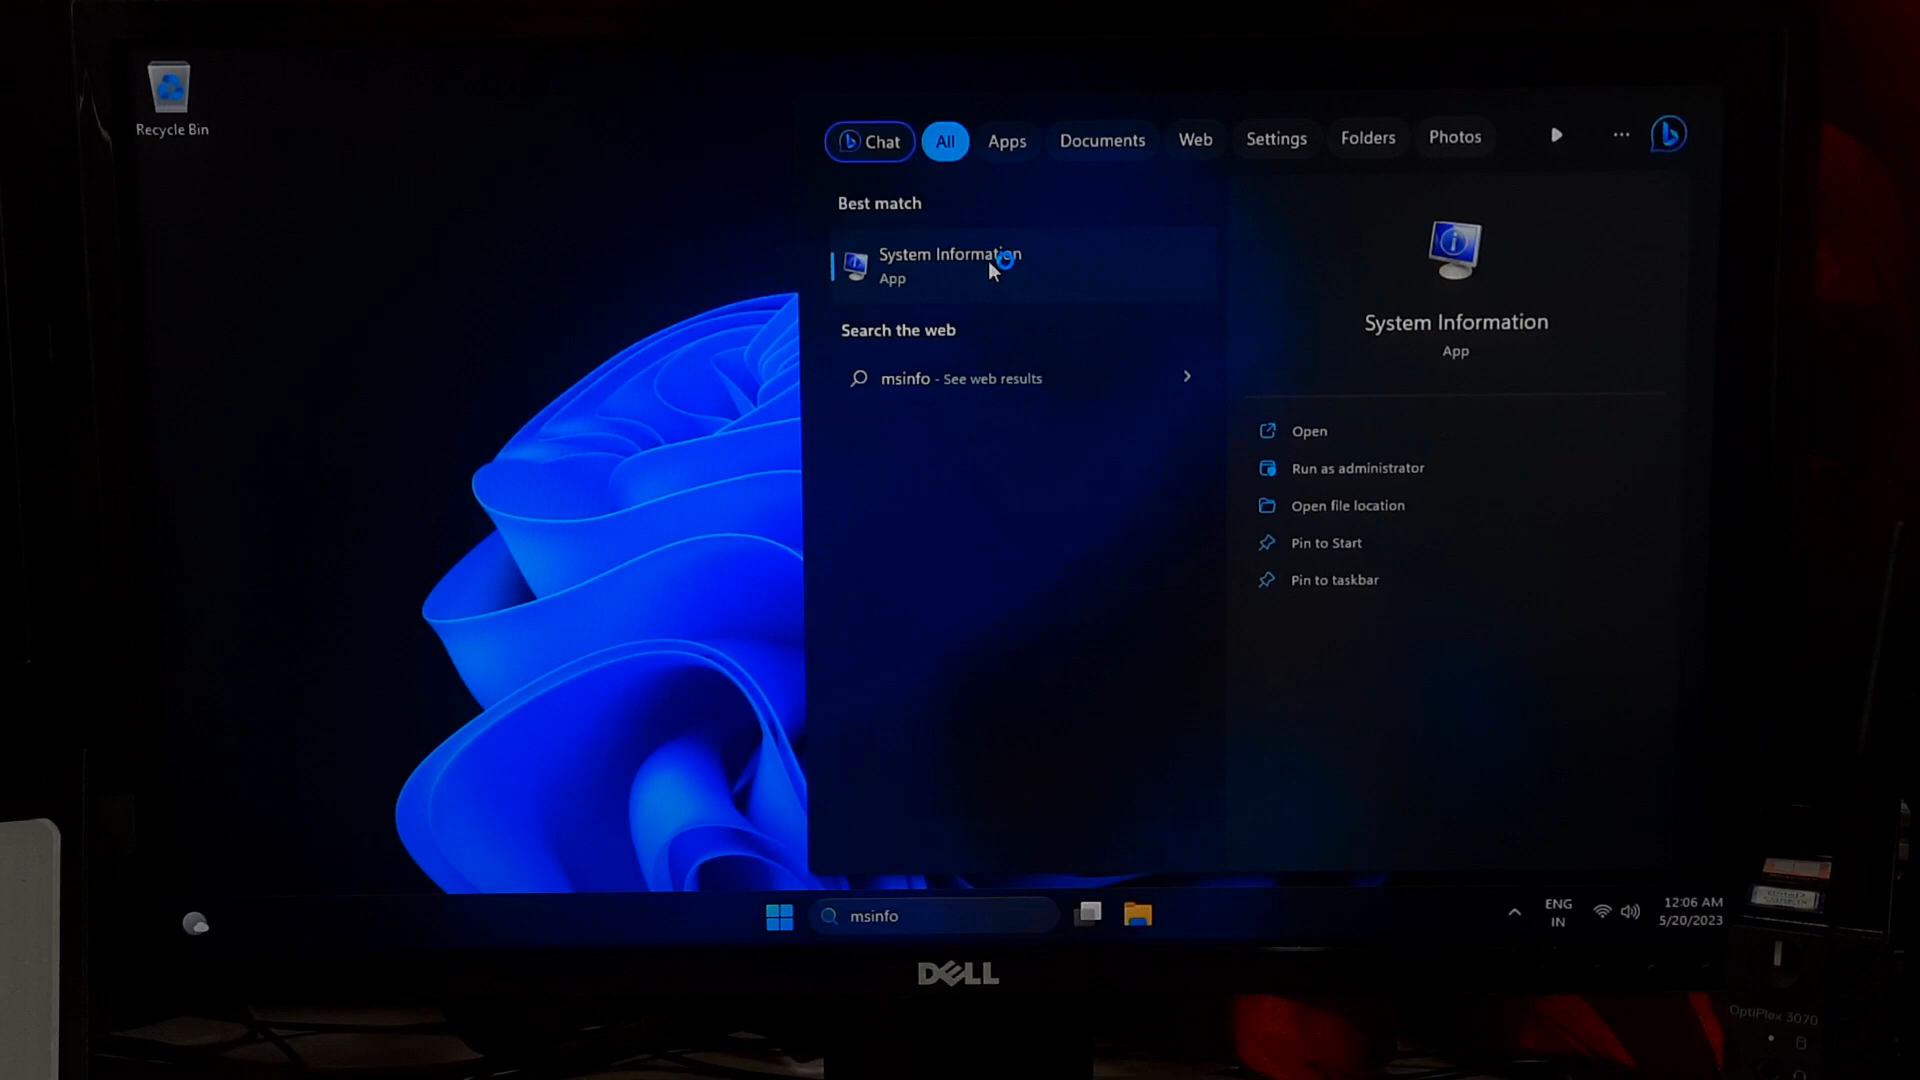 Recycle Bin
Chat
All
Apps
Documents
Web
Settings
Folders
Photos
Best match
System Information
App
Search the web
msinfo - See web results
System Information
App
Open
Run as administrator
Open file location
Pin to Start
Pin to taskbar
msinfo
ENG
IN
12:06 AM
5/20/2023
DELL
OptiPlex 3070